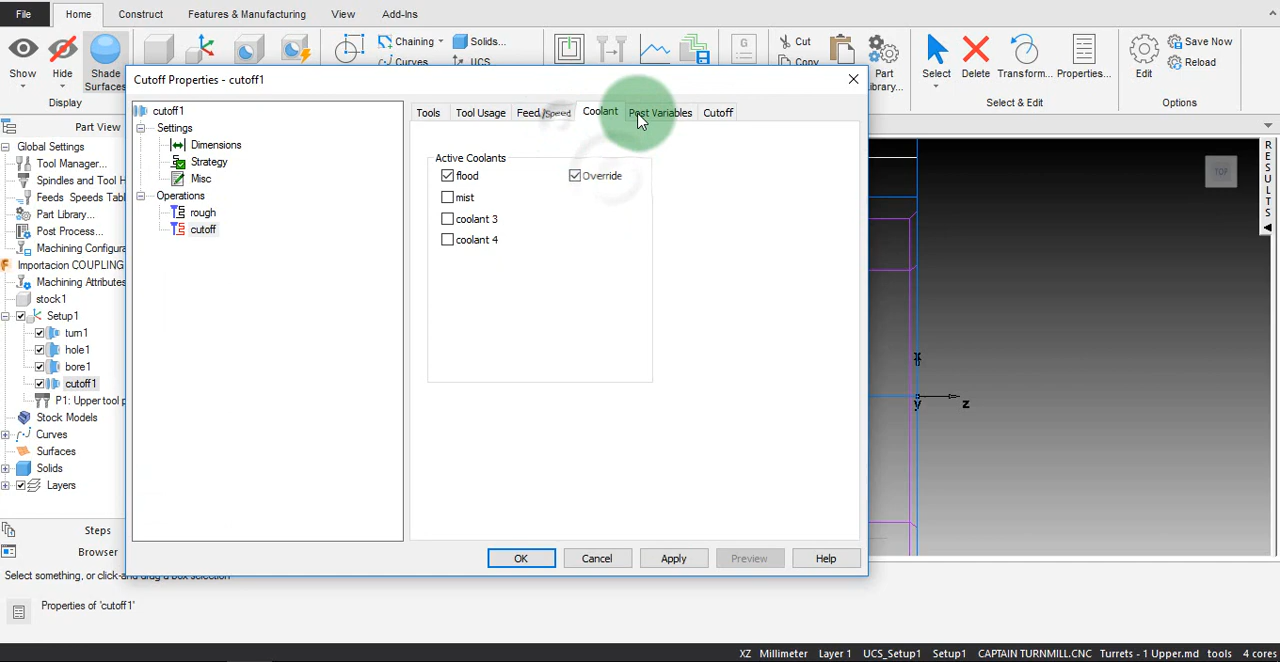 File Home Construct Features & Manufacturing View Add-Ins
Show Hide Shade Surfaces Chaining Curves Solids... UCS G Cut Copy Part Library... Select Delete Transform... Properties... Edit Save Now Reload
Display Select & Edit Options
Cutoff Properties - cutoff1
Part View
Global Settings
Tool Manager...
Spindles and Tool H
Feeds Speeds Tab
Part Library...
Post Process...
Machining Configura
Importacion COUPLING
Machining Attributes
stock1
Setup1
turn1
hole1
bore1
cutoff1
P1: Upper tool p
Stock Models
Curves
Surfaces
Solids
Layers
Steps
Browser
cutoff1
Settings
Dimensions
Strategy
Misc
Operations
rough
cutoff
Tools Tool Usage Feed/Speed Coolant Post Variables Cutoff
Active Coolants
flood Override
mist
coolant 3
coolant 4
OK Cancel Apply Preview Help
TOP
RESULTS
X
y z
Select something, or click-and drag a box selection
Properties of 'cutoff1'
XZ Millimeter Layer 1 UCS_Setup1 Setup1 CAPTAIN TURNMILL.CNC Turrets - 1 Upper.md tools 4 cores